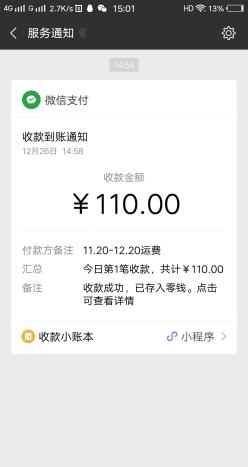 4G G 2.7K/s 15:01 HD 13%
服务通知
14:58
微信支付
收款到账通知
12月26日 14:58
收款金额
￥110.00
付款方备注 11.20-12.20运费
汇总 今日第1笔收款，共计￥110.00
备注 收款成功，已存入零钱。点击
可查看详情
收款小账本 小程序